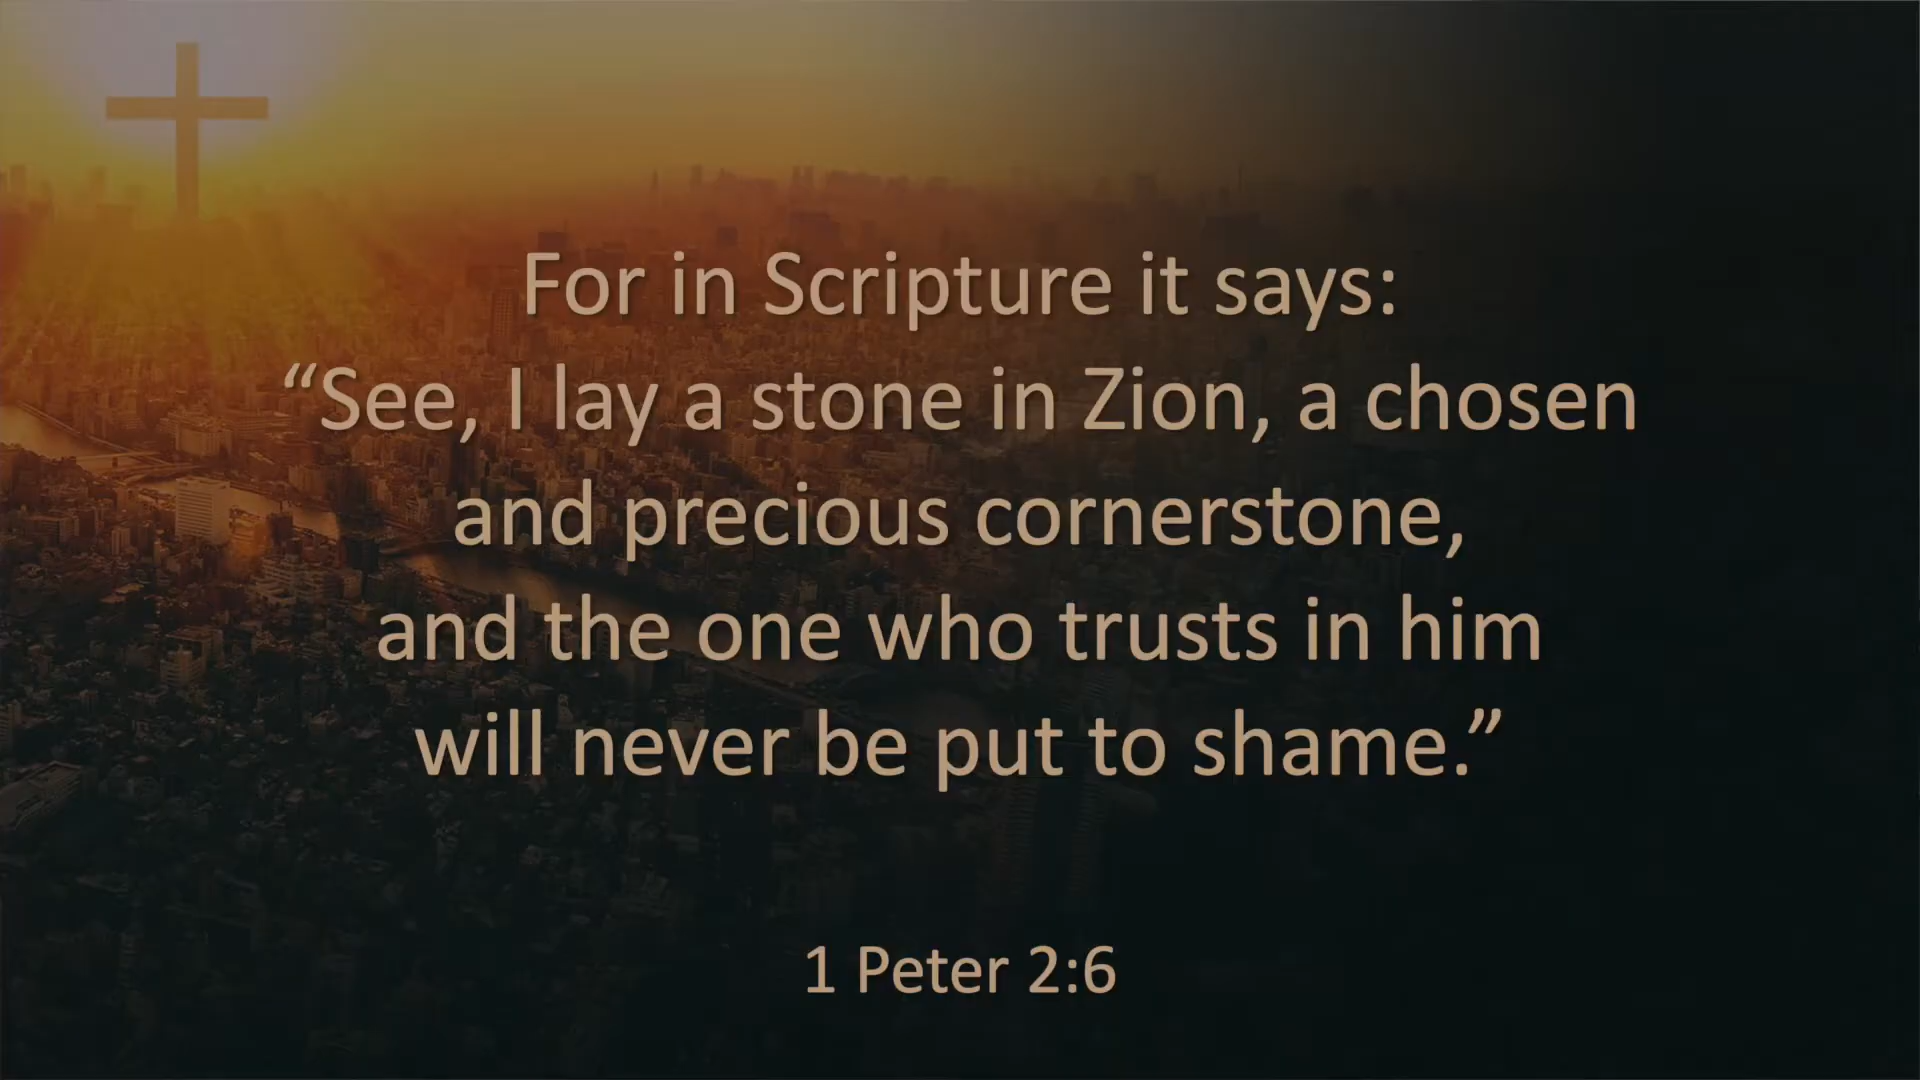 For in Scripture it says:
“See, I lay a stone in Zion, a chosen
and precious cornerstone,
and the one who trusts in him
will never be put to shame.”
1 Peter 2:6